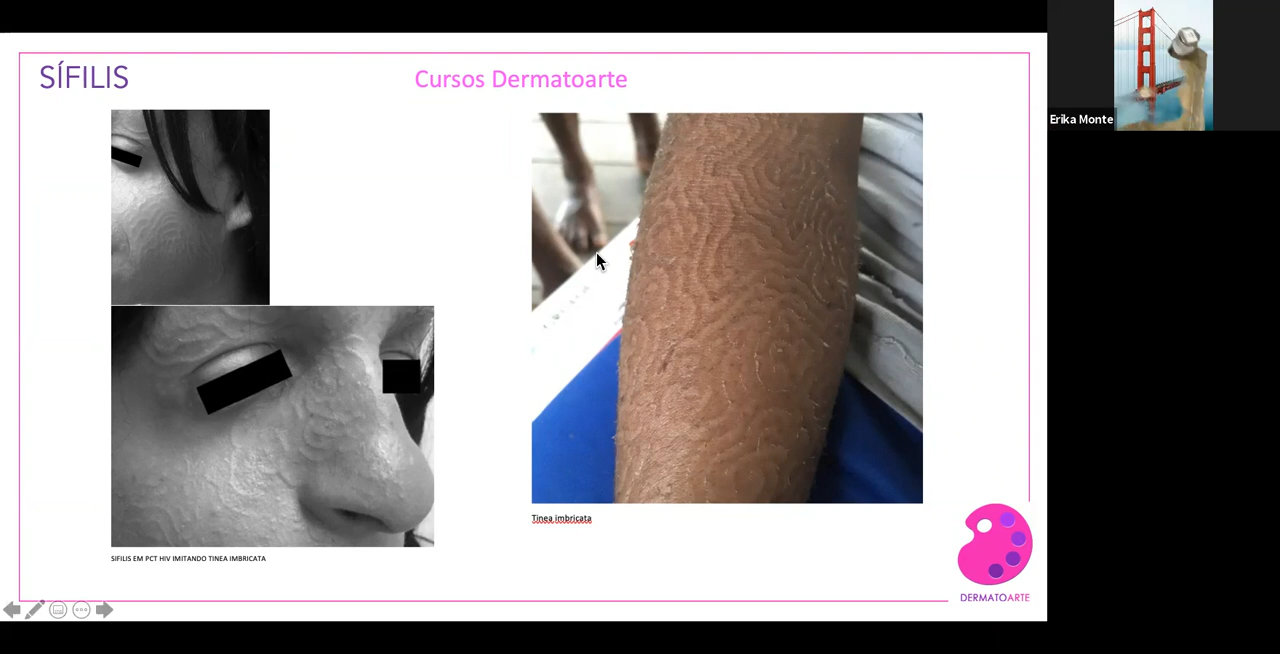 SÍFILIS
Cursos Dermatoarte
Erika Monte
Tinea imbricata
SIFILIS EM PCT HIV IMITANDO TINEA IMBRICATA
DERMATOARTE